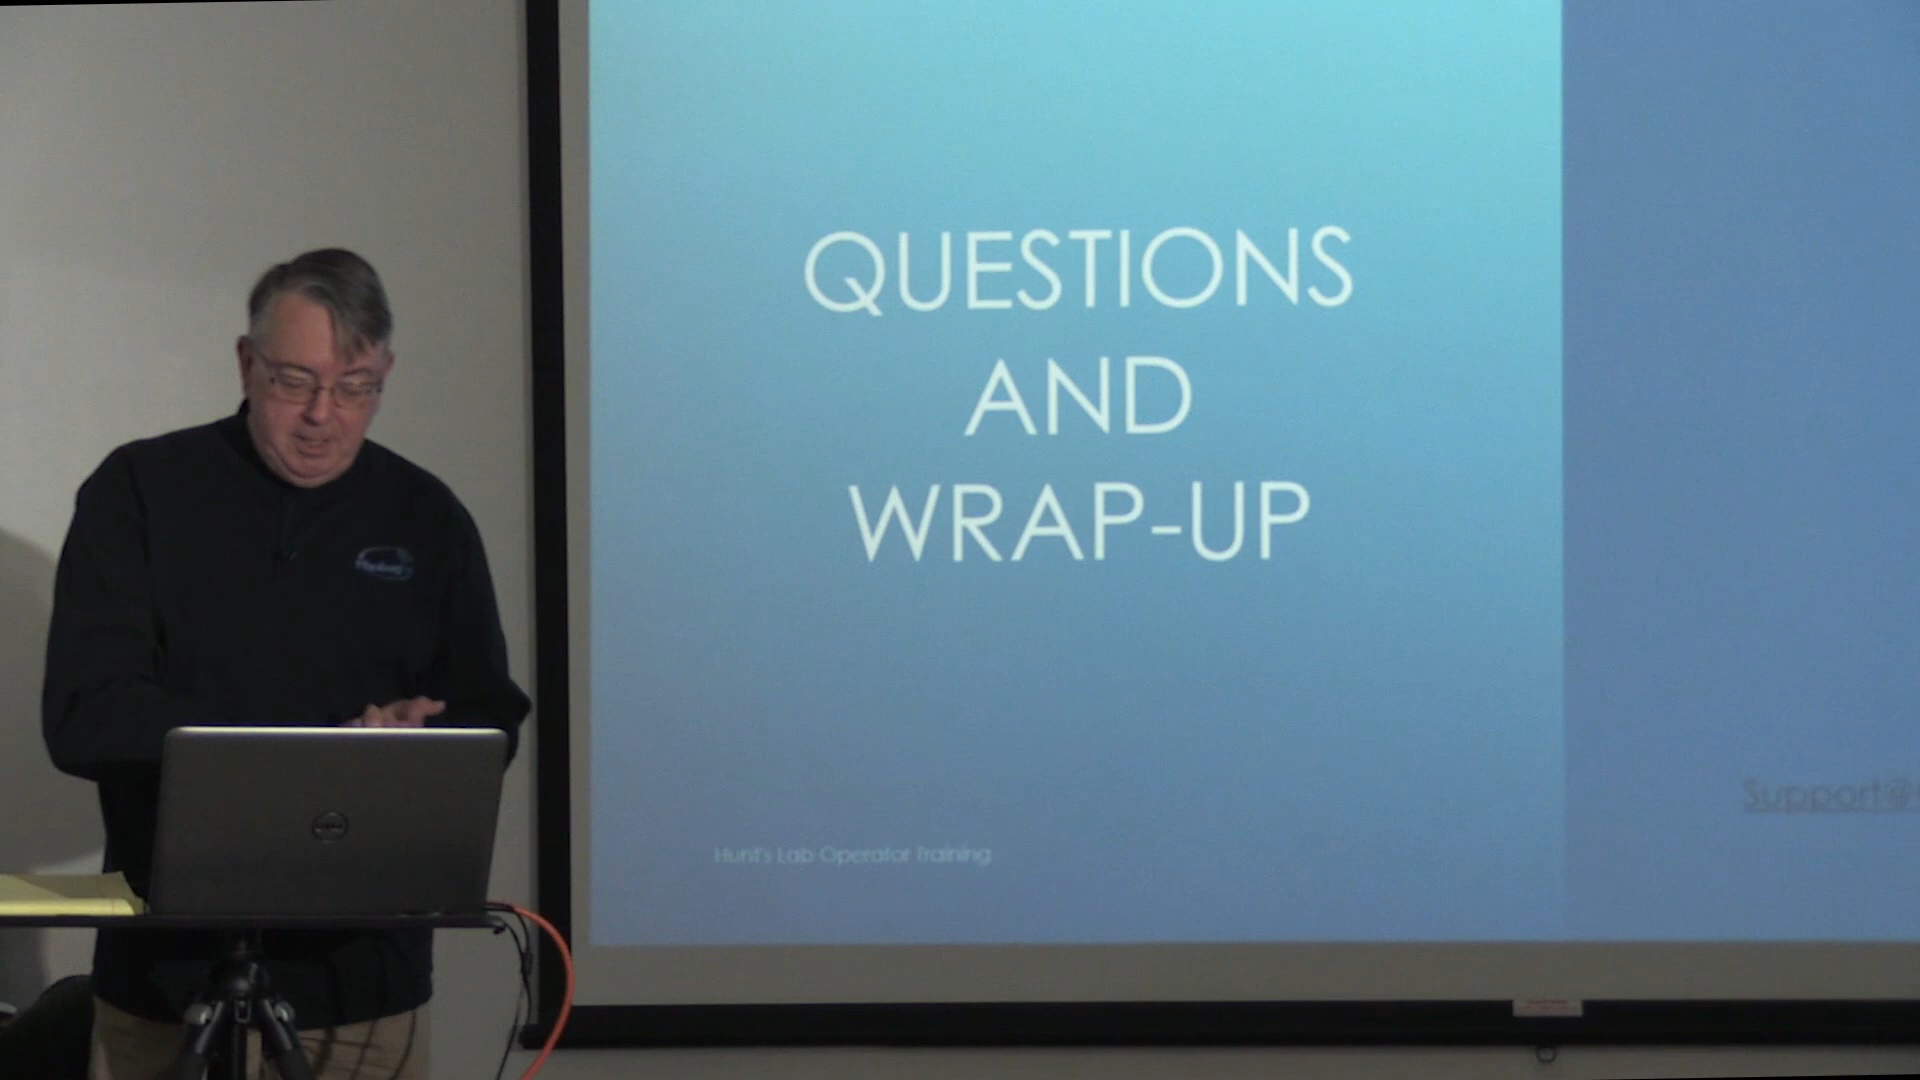 QUESTIONS
AND
WRAP-UP
Support@
Hunt's Lab Operator Training